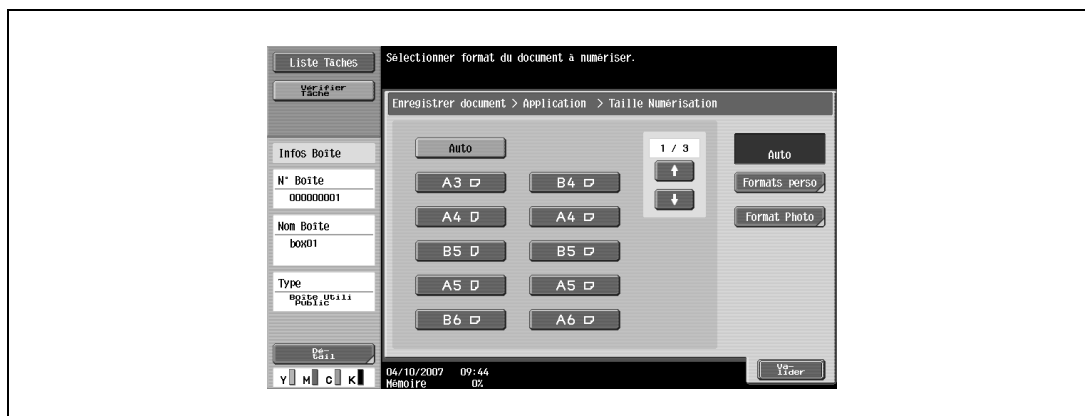 Liste Tâches
Vérifier
Tâche
Sélectionner format du document à numériser.
Enregistrer document > Application > Taille Numérisation
Infos Boîte
N° Boîte
000000001
Nom Boîte
box01
Type
Boîte Utili
Public
Dé-
tail
Y M C K
Auto
A3 B4
A4 A4
B5 B5
A5 A5
B6 A6
1 / 3
Auto
Formats perso
Format Photo
04/10/2007 09:44
Mémoire 0%
Va-
lider